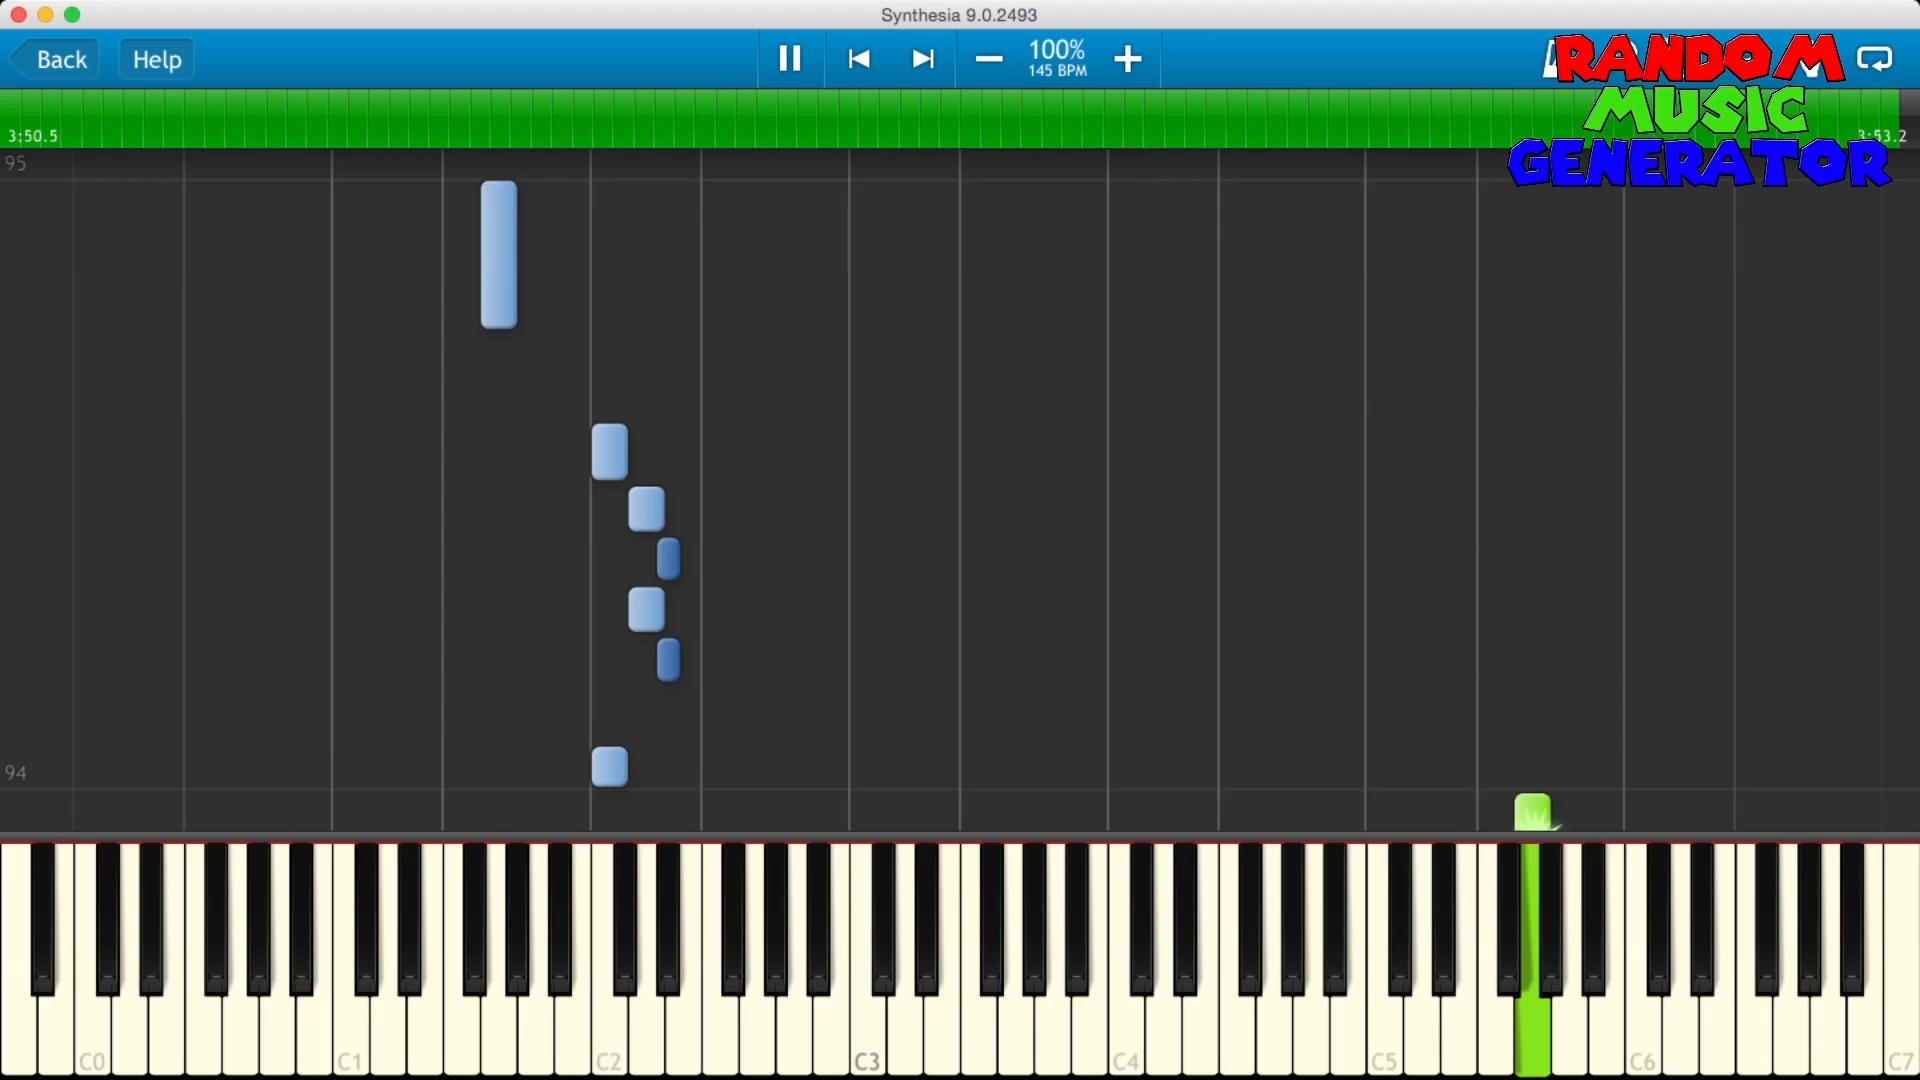 Synthesia 9.0.2493
Back
Help
100%
145 BPM
RANDOM
MUSIC
GENERATOR
3:50.5
3:53.2
95
94
C0
C1
C2
C3
C4
C5
C6
C7